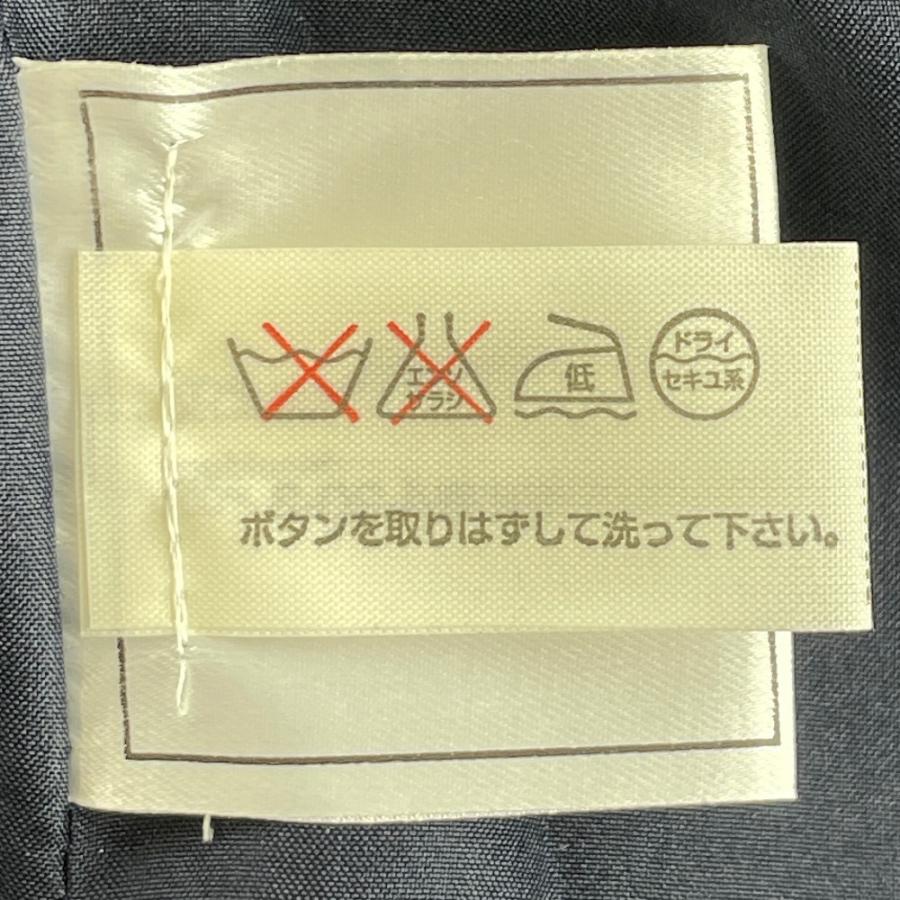 エンソ
サラシ
低
ドライ
セキユ系
ボタンを取りはずして洗って下さい。